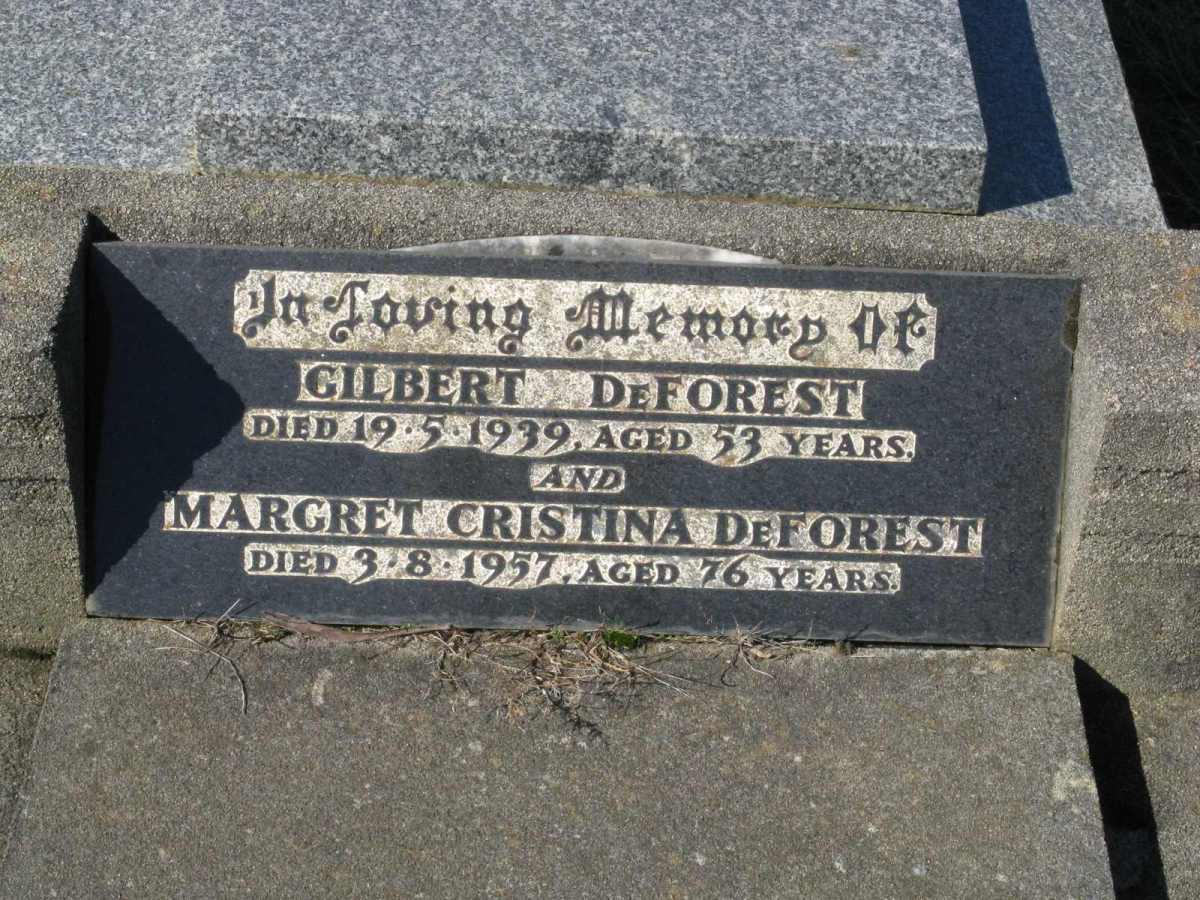 In Loving Memory Of
GILBERT DEFOREST
DIED 19·5·1939, AGED 53 YEARS.
AND
MARGRET CRISTINA DEFOREST
DIED 3·8·1957, AGED 76 YEARS.